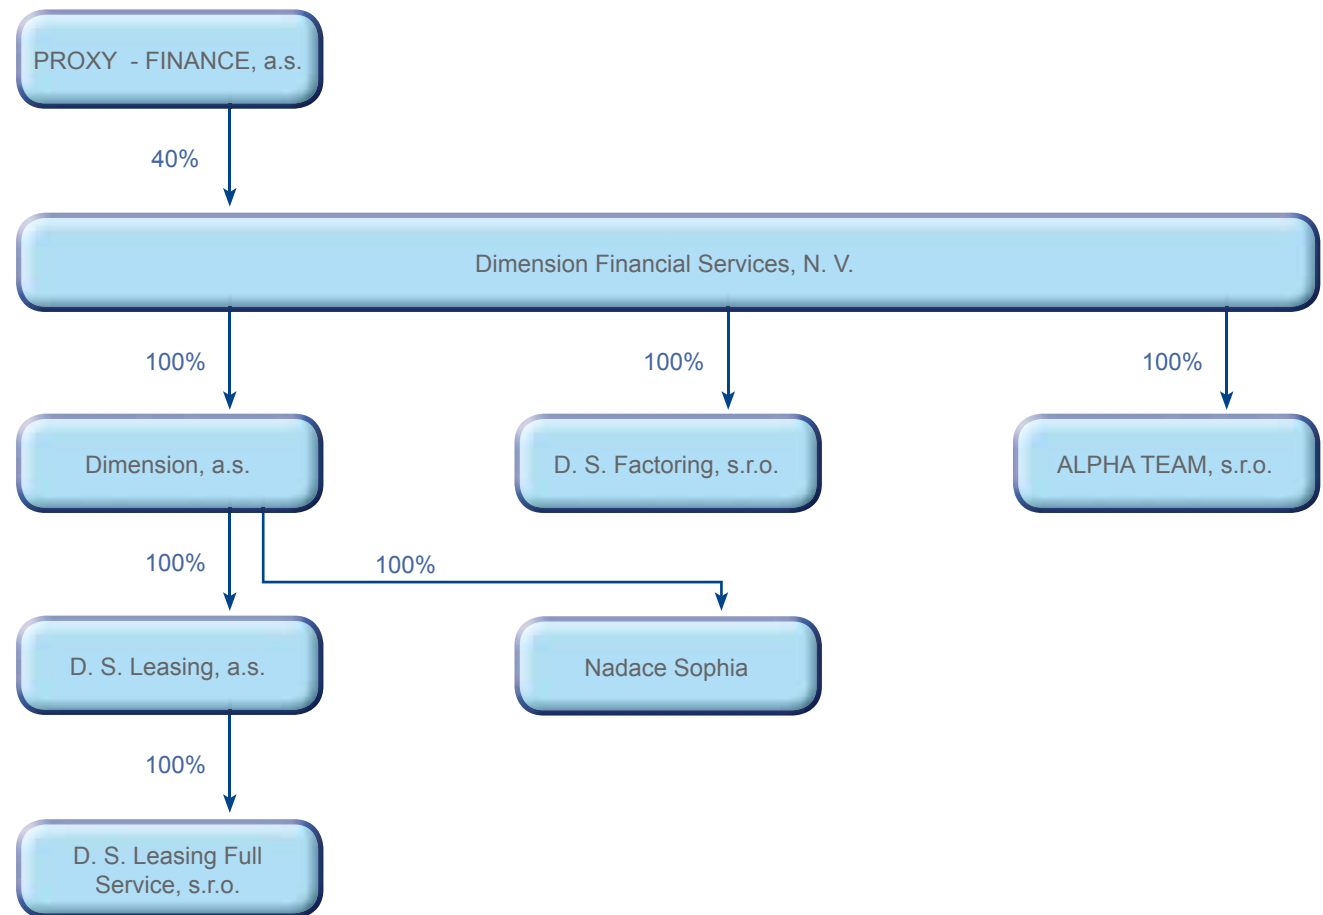 PROXY  - FINANCE, a.s.
40%
Dimension Financial Services, N. V.
100%
100%
100%
Dimension, a.s.
D. S. Factoring, s.r.o.
ALPHA TEAM, s.r.o.
100%
100%
D. S. Leasing, a.s.
Nadace Sophia
100%
D. S. Leasing Full
Service, s.r.o.